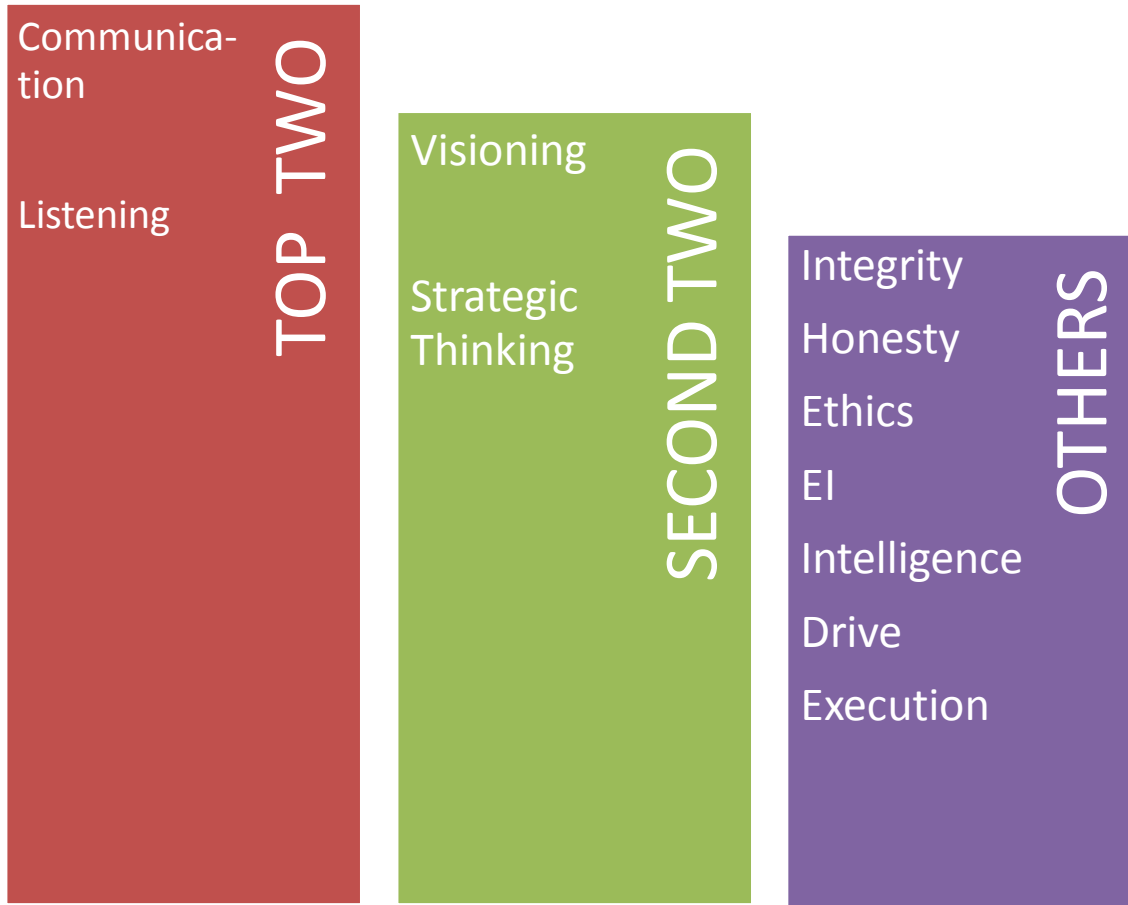 Communica-
tion
Listening
TOP TWO
Visioning
Strategic
Thinking
SECOND TWO
Integrity
Honesty
Ethics
EI
Intelligence
Drive
Execution
OTHERS